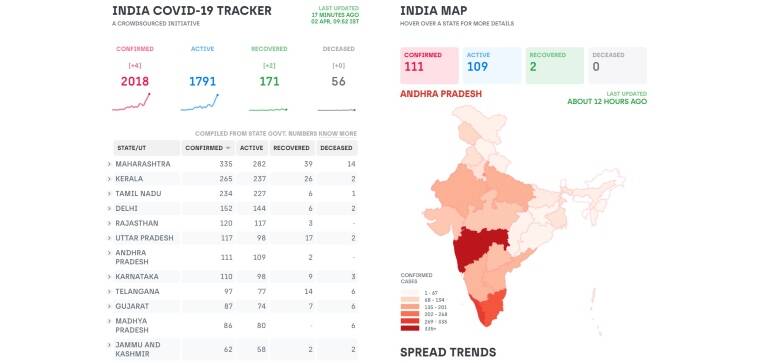 INDIA COVID-19 TRACKER
A CROWDSOURCED INITIATIVE
LAST UPDATED
17 MINUTES AGO
02 APR, 09:52 IST
CONFIRMED ACTIVE RECOVERED DECEASED
[+4] [+2] [+0]
2018 1791 171 56
COMPILED FROM STATE GOVT. NUMBERS KNOW MORE
STATE/UT CONFIRMED ACTIVE RECOVERED DECEASED
MAHARASHTRA 335 282 39 14
KERALA 265 237 26 2
TAMIL NADU 234 227 6 1
DELHI 152 144 6 2
RAJASTHAN 120 117 3 -
UTTAR PRADESH 117 98 17 2
ANDHRA
PRADESH 111 109 2 -
KARNATAKA 110 98 9 3
TELANGANA 97 77 14 6
GUJARAT 87 74 7 6
MADHYA
PRADESH 86 80 - 6
JAMMU AND
KASHMIR 62 58 2 2
INDIA MAP
HOVER OVER A STATE FOR MORE DETAILS
CONFIRMED ACTIVE RECOVERED DECEASED
111 109 2 0
ANDHRA PRADESH
LAST UPDATED
ABOUT 12 HOURS AGO
CONFIRMED
CASES
1 - 67
68 - 134
135 - 201
202 - 268
269 - 335
335+
SPREAD TRENDS